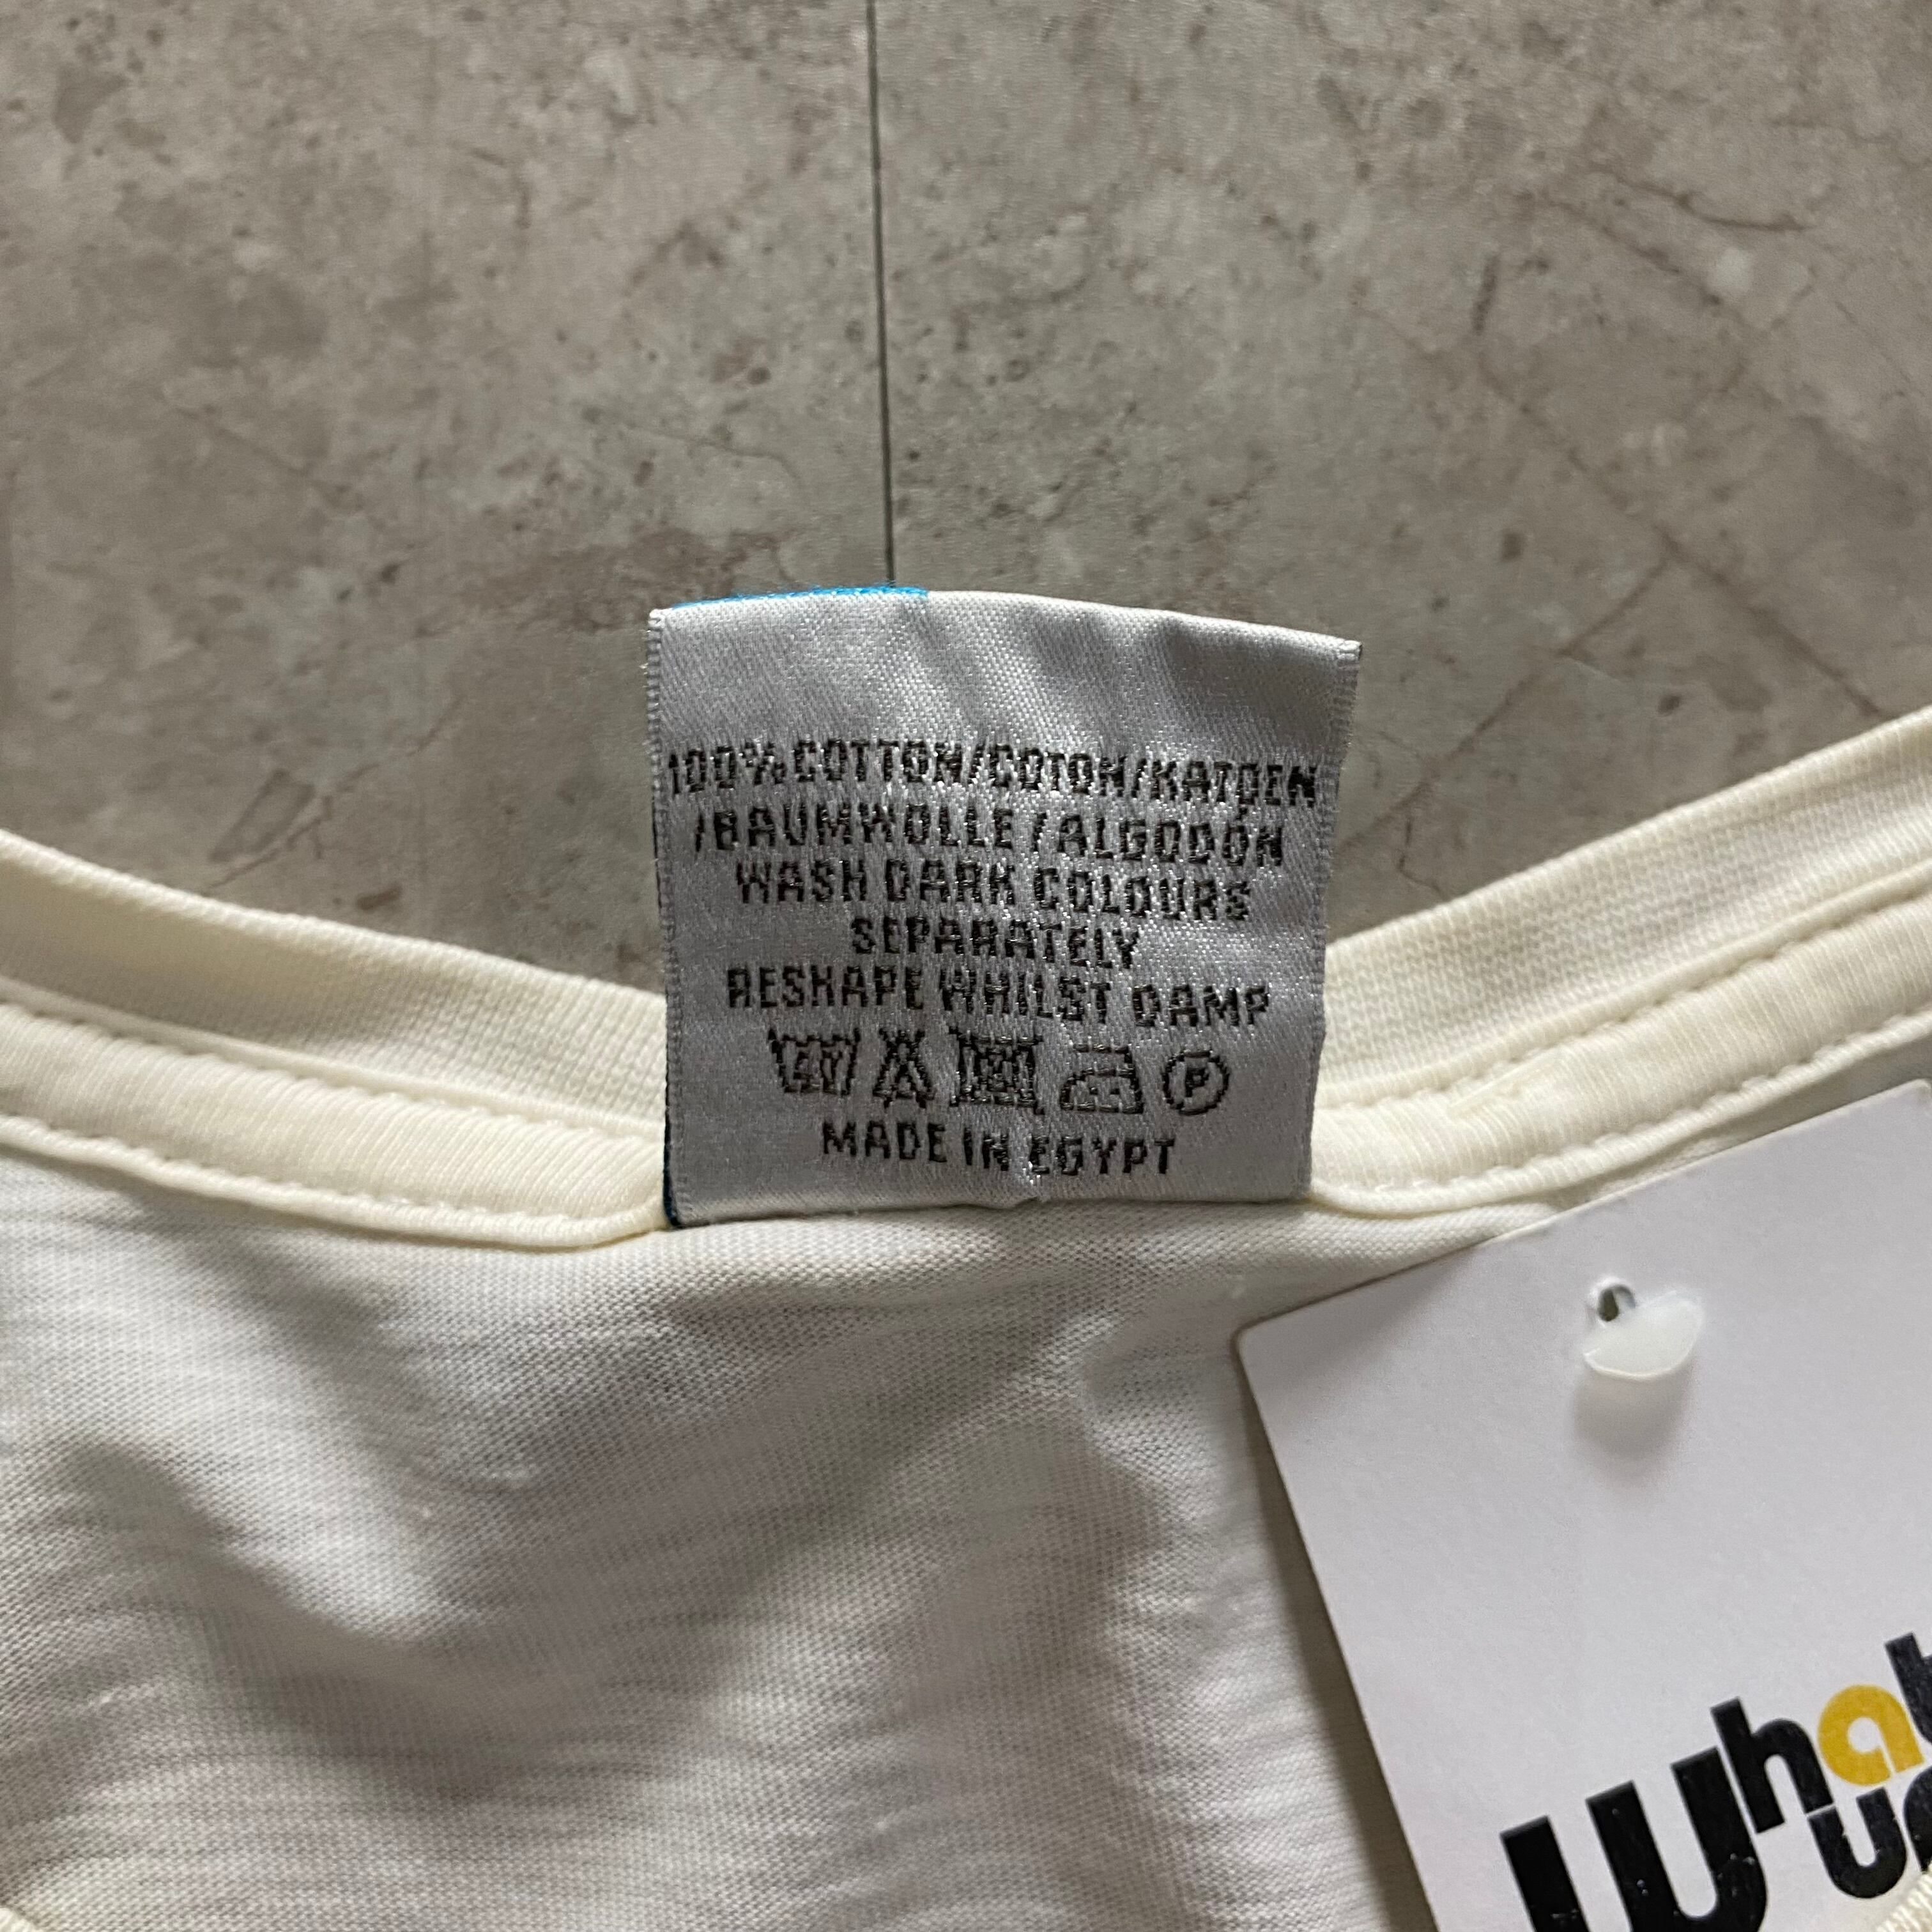 100% COTTON/COTON/KATOEN
/BAUMWOLLE/ALGODÓN
WASH DARK COLOURS
SEPARATELY
RESHAPE WHILST DAMP
40 P
MADE IN EGYPT